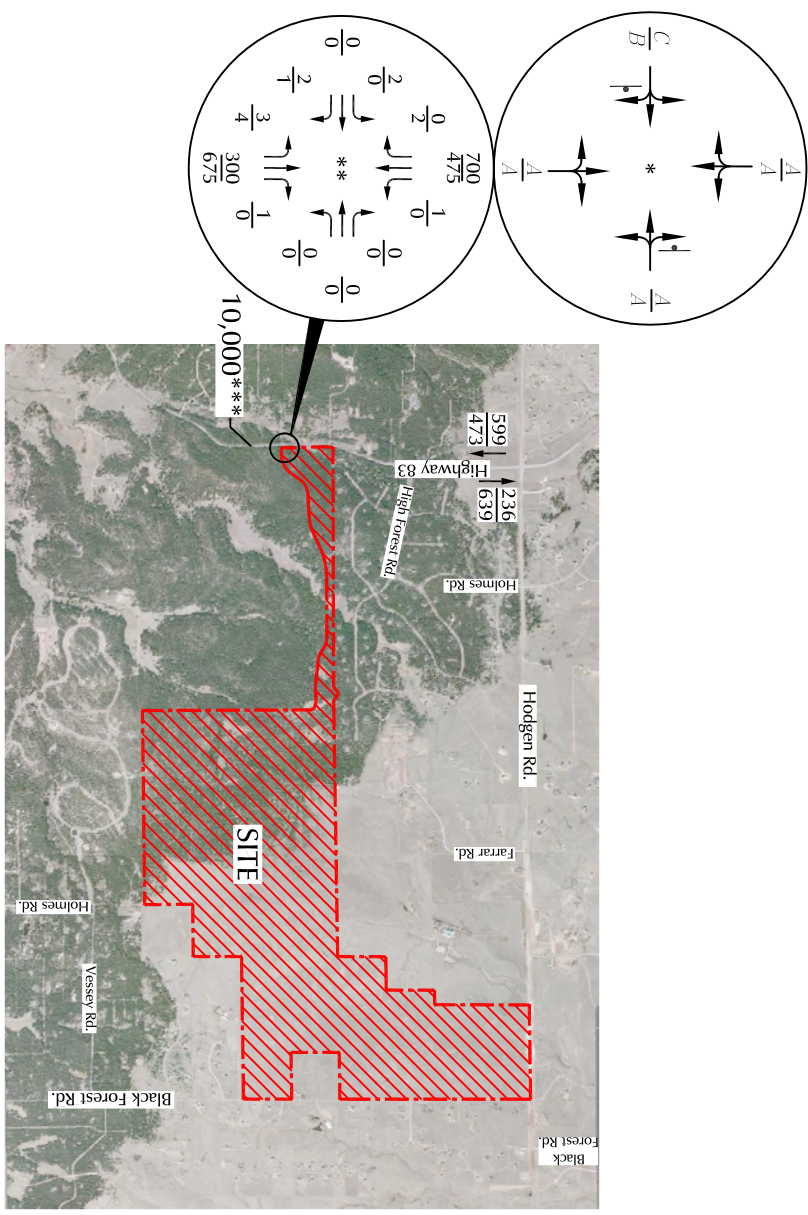 C
B
A
A
*
A
A
A
A
0
0
2
1
2
0
3
4
0
2
300
675
**
700
475
1
0
1
0
0
0
0
0
0
0
10,000***
599
473
Highway 83
236
639
High Forest Rd.
Holmes Rd.
Hodgen Rd.
SITE
Farrar Rd.
Holmes Rd.
Vessey Rd.
Black Forest Rd.
Black
Forest Rd.